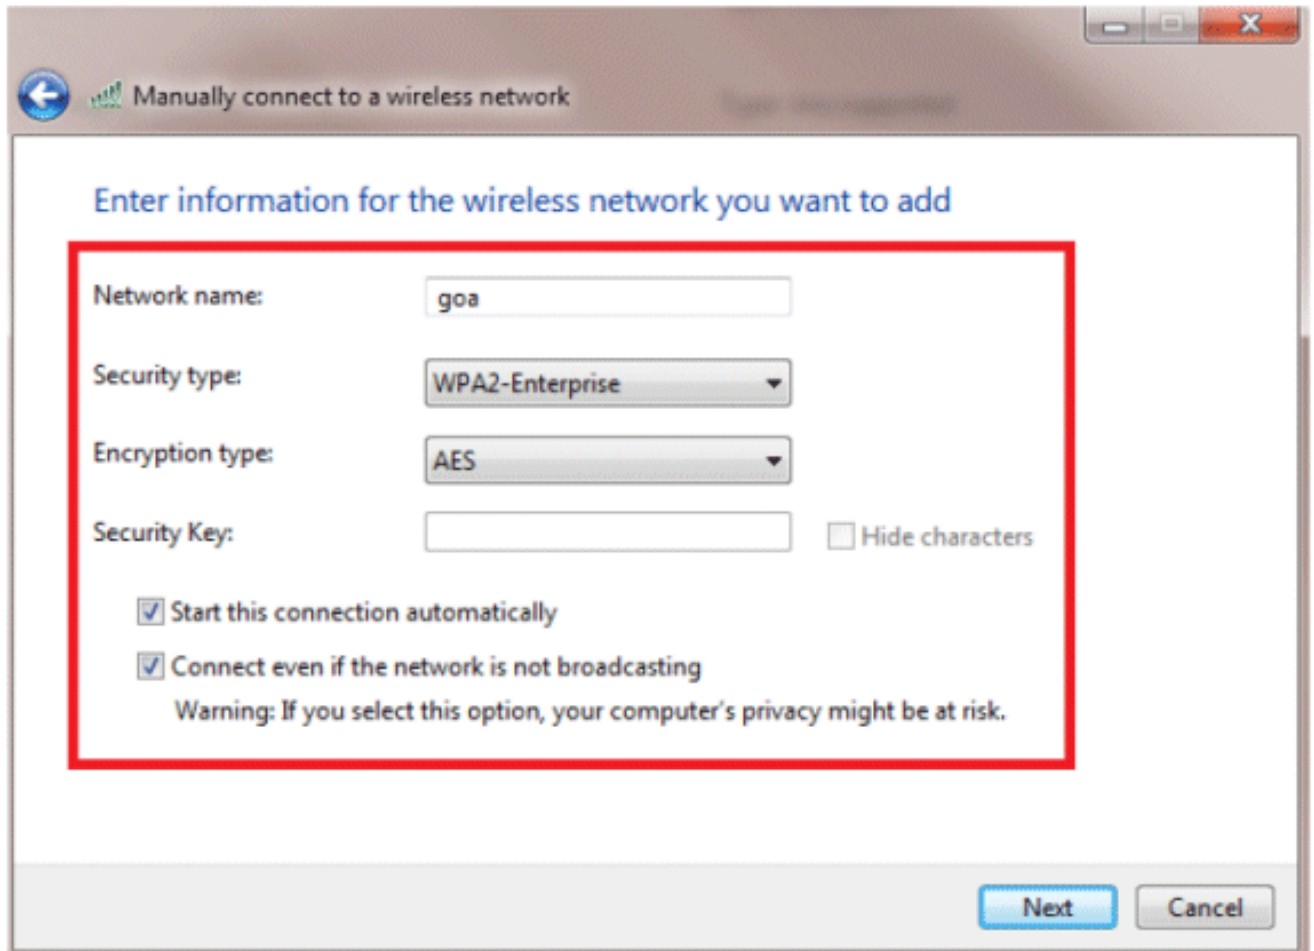 Manually connect to a wireless network
Enter information for the wireless network you want to add
Network name: goa
Security type: WPA2-Enterprise
Encryption type: AES
Security Key: Hide characters
Start this connection automatically
Connect even if the network is not broadcasting
Warning: If you select this option, your computer's privacy might be at risk.
Next Cancel